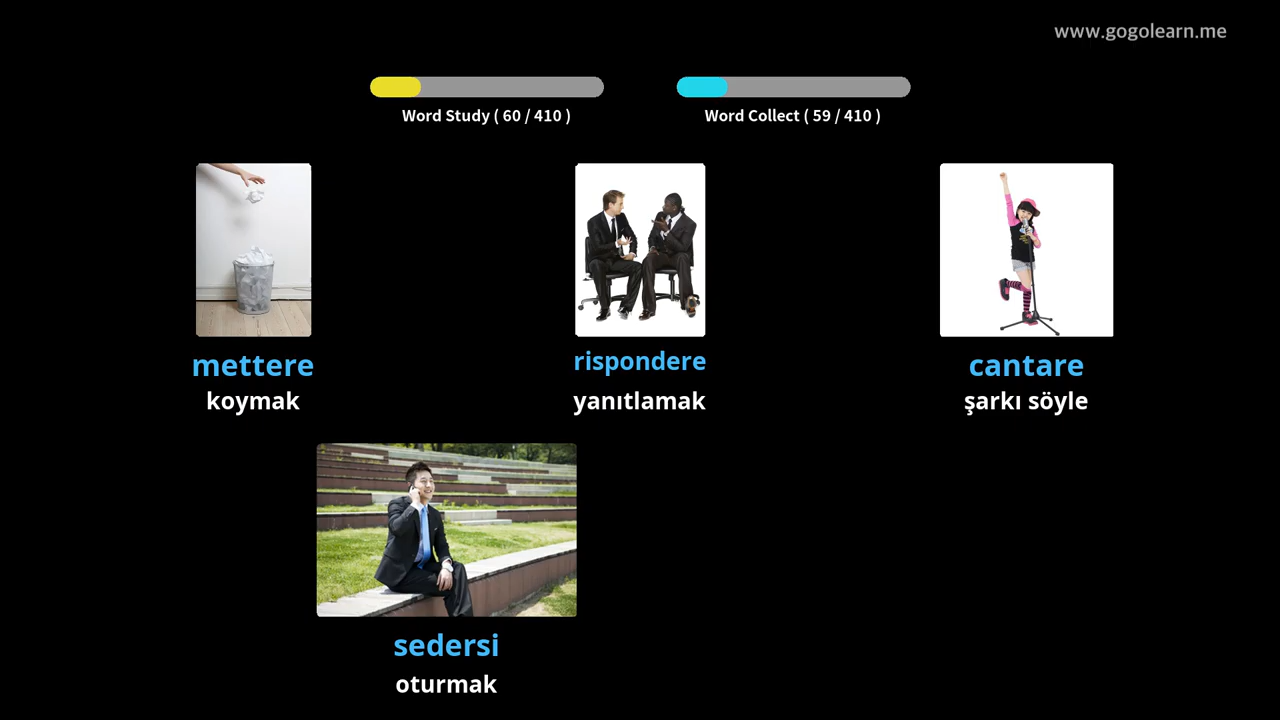 www.gogolearn.me
Word Study ( 60 / 410 )
Word Collect ( 59 / 410 )
mettere
koymak
rispondere
yanıtlamak
cantare
şarkı söyle
sedersi
oturmak